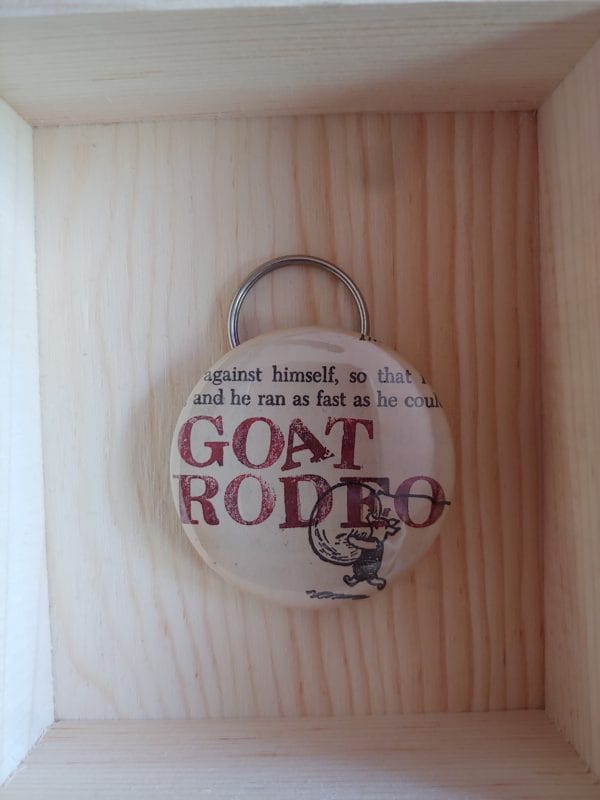 against himself, so that
and he ran as fast as he coul
GOAT
RODEO